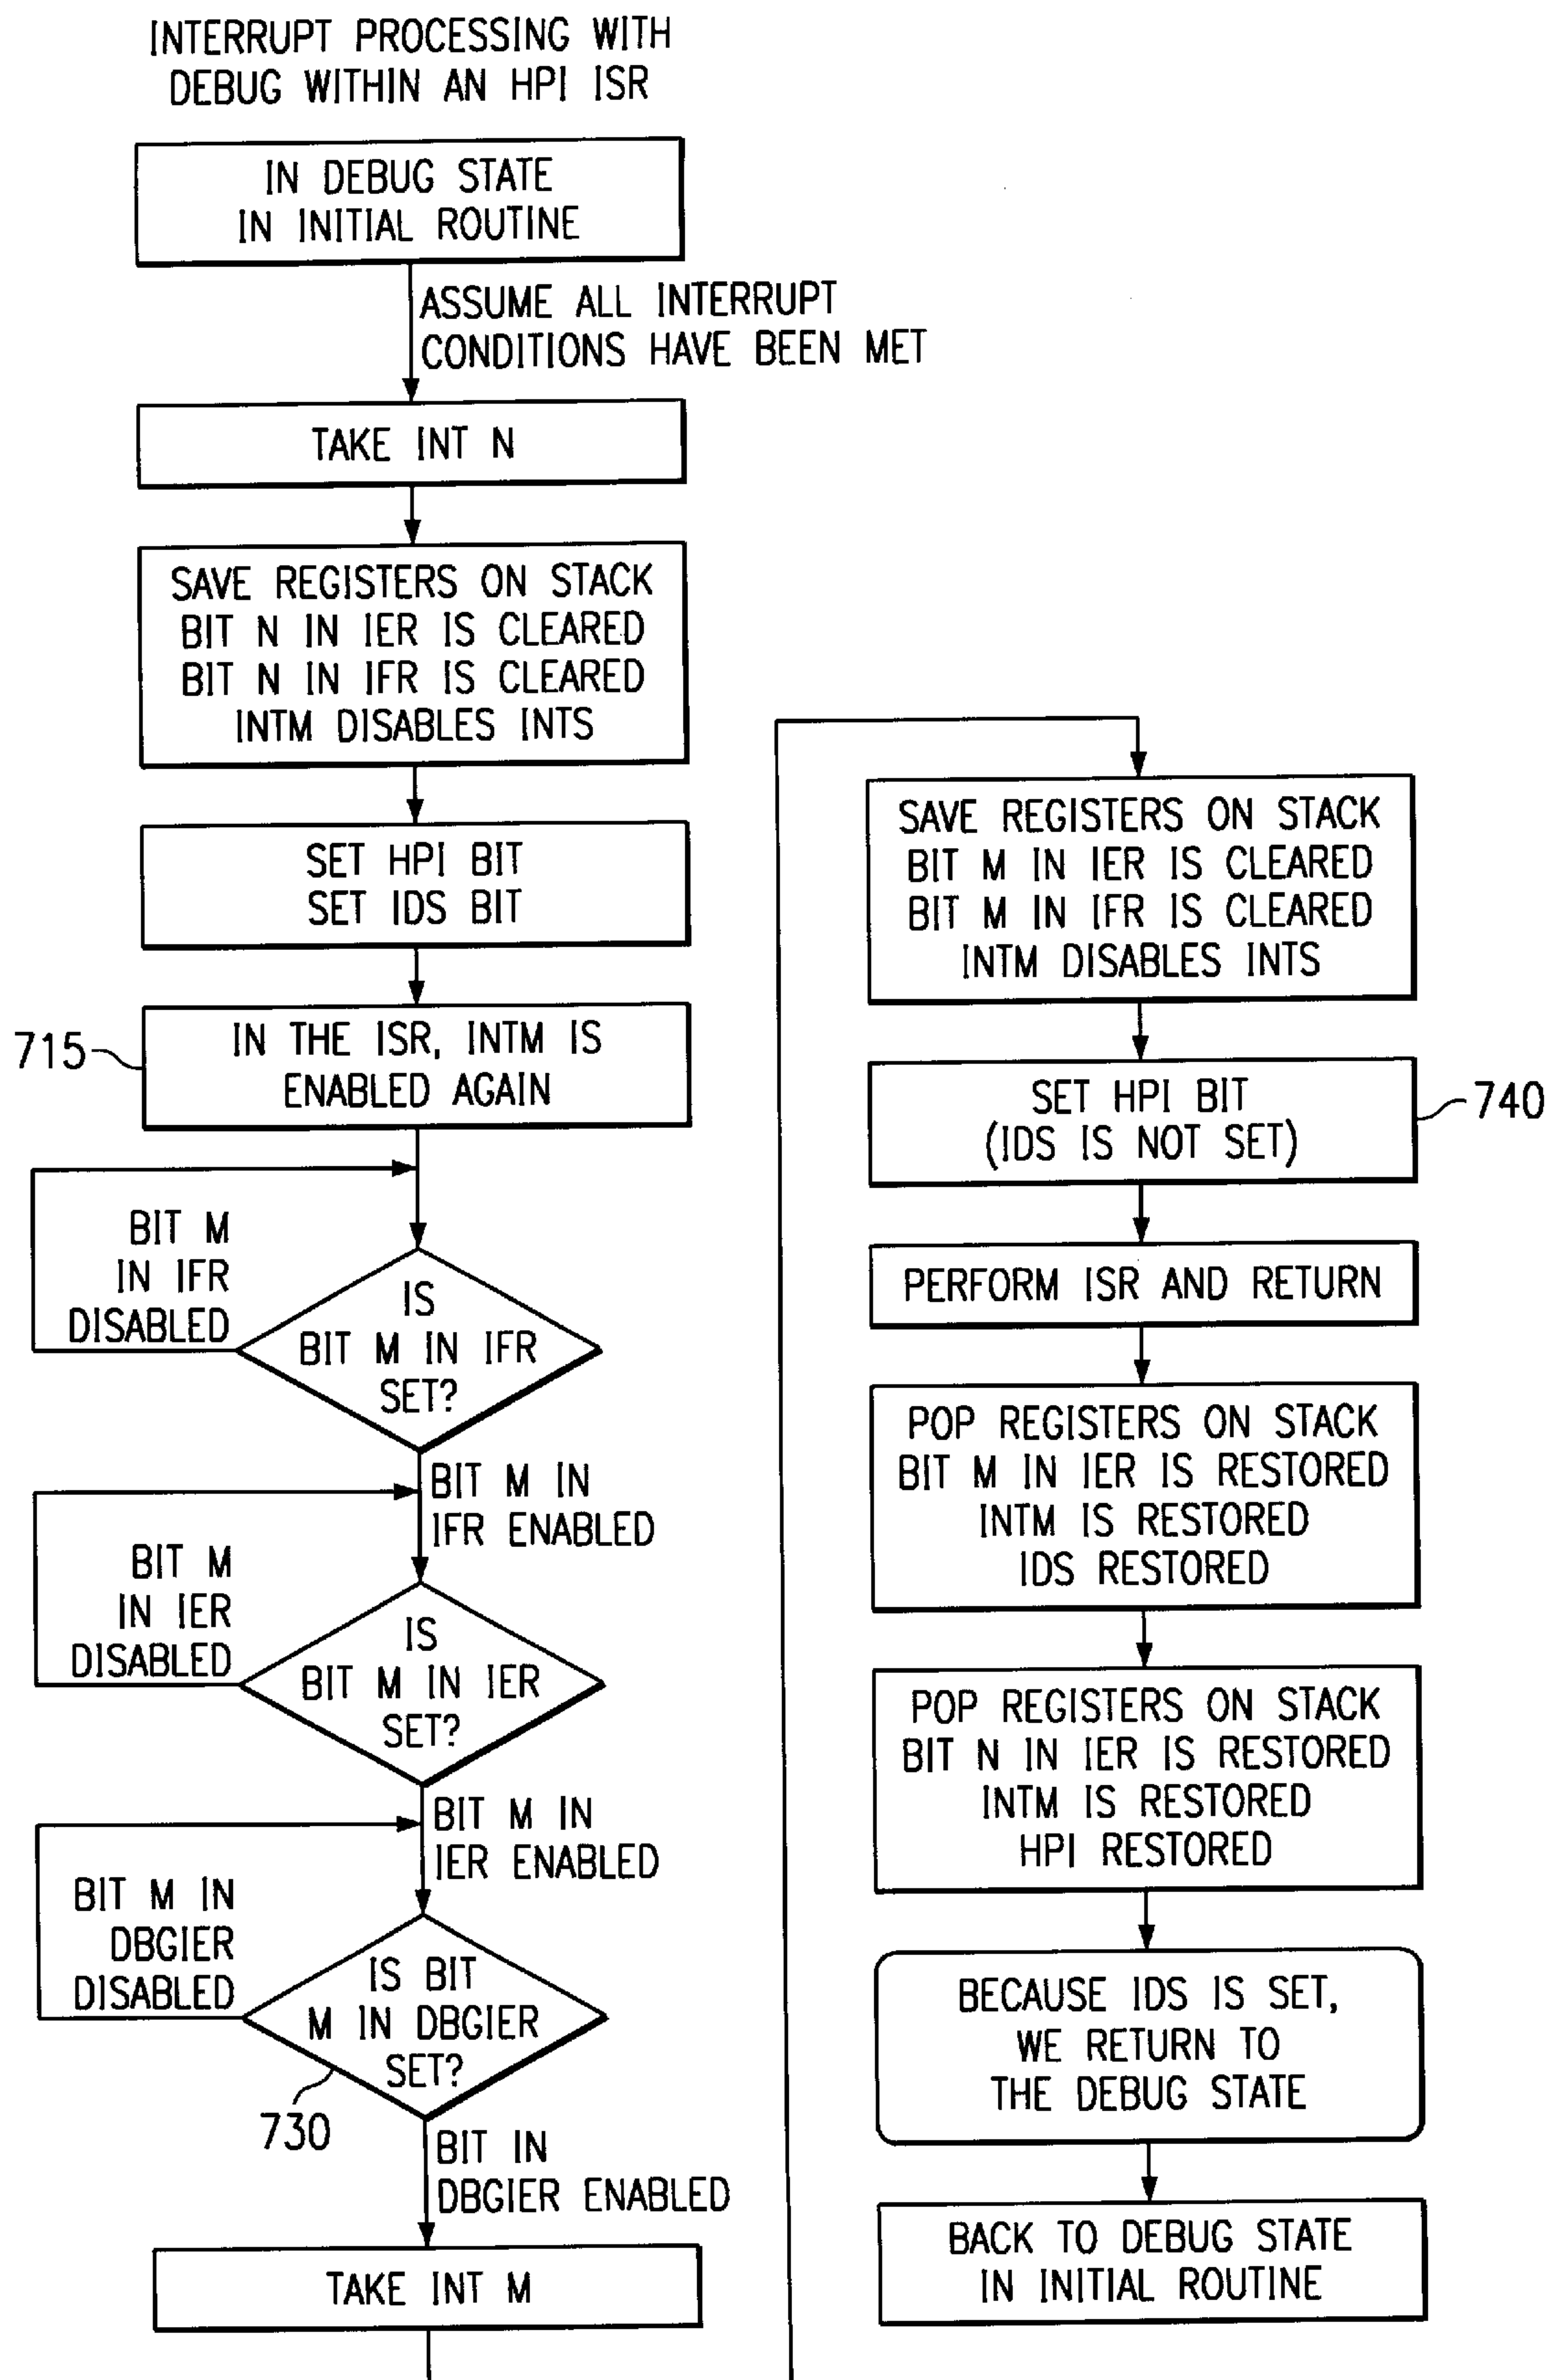 INTERRUPT PROCESSING WITH
DEBUG WITHIN AN HPI ISR
IN DEBUG STATE
IN INITIAL ROUTINE
ASSUME ALL INTERRUPT
CONDITIONS HAVE BEEN MET
TAKE INT N
SAVE REGISTERS ON STACK
BIT N IN IER IS CLEARED
BIT N IN IFR IS CLEARED
INTM DISABLES INTS
SET HPI BIT
SET IDS BIT
715
IN THE ISR, INTM IS
ENABLED AGAIN
BIT M
IN IFR
DISABLED
IS
BIT M IN IFR
SET?
BIT M IN
IFR ENABLED
BIT M
IN IER
DISABLED
IS
BIT M IN IER
SET?
BIT M IN
IER ENABLED
BIT M IN
DBGIER
DISABLED
IS BIT
M IN DBGIER
SET?
730
BIT IN
DBGIER ENABLED
TAKE INT M
SAVE REGISTERS ON STACK
BIT M IN IER IS CLEARED
BIT M IN IFR IS CLEARED
INTM DISABLES INTS
SET HPI BIT
(IDS IS NOT SET)
740
PERFORM ISR AND RETURN
POP REGISTERS ON STACK
BIT M IN IER IS RESTORED
INTM IS RESTORED
IDS RESTORED
POP REGISTERS ON STACK
BIT N IN IER IS RESTORED
INTM IS RESTORED
HPI RESTORED
BECAUSE IDS IS SET,
WE RETURN TO
THE DEBUG STATE
BACK TO DEBUG STATE
IN INITIAL ROUTINE